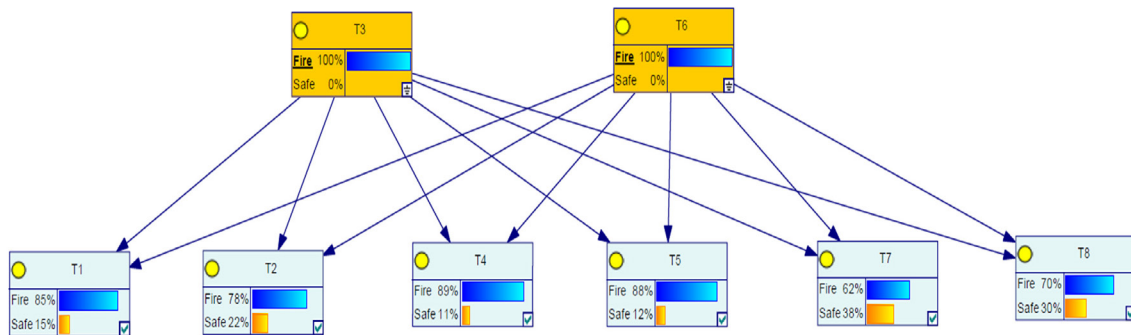 T3
Fire 100%
Safe 0%
T6
Fire 100%
Safe 0%
T1
Fire 85%
Safe 15%
T2
Fire 78%
Safe 22%
T4
Fire 89%
Safe 11%
T5
Fire 88%
Safe 12%
T7
Fire 62%
Safe 38%
T8
Fire 70%
Safe 30%